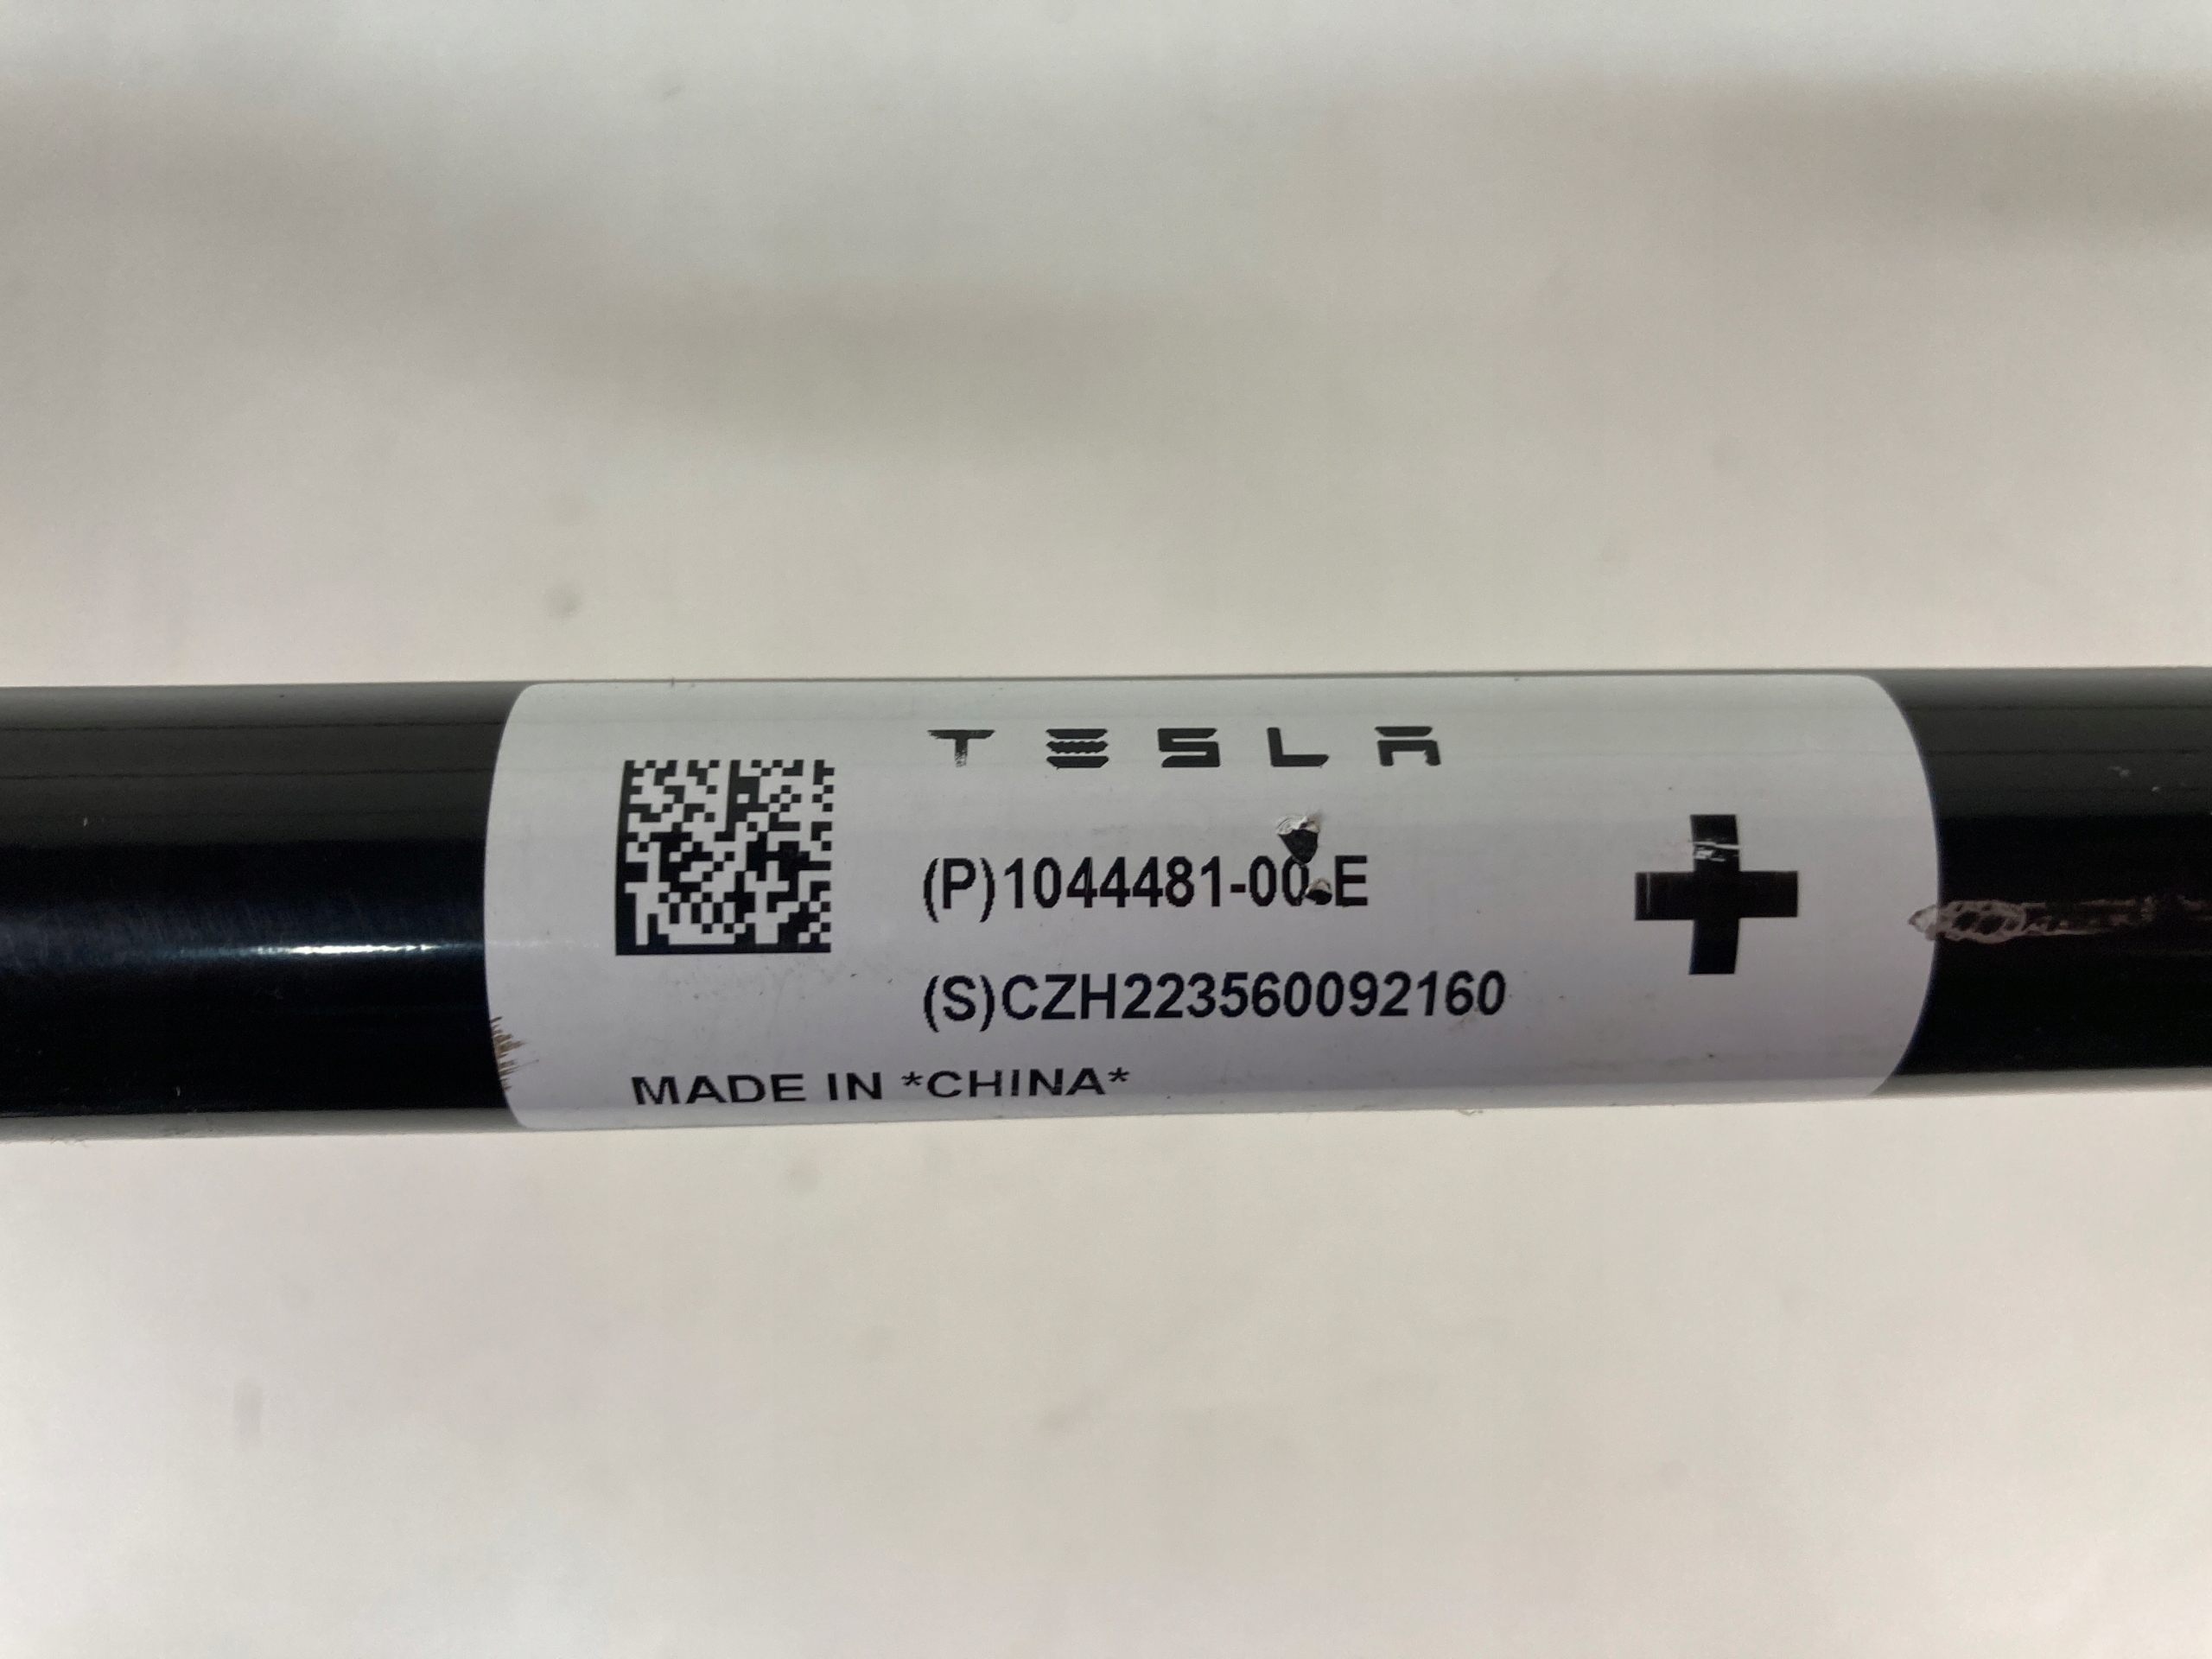 TESLA
(P)1044481-00-E
(S)CZH223560092160
MADE IN *CHINA*